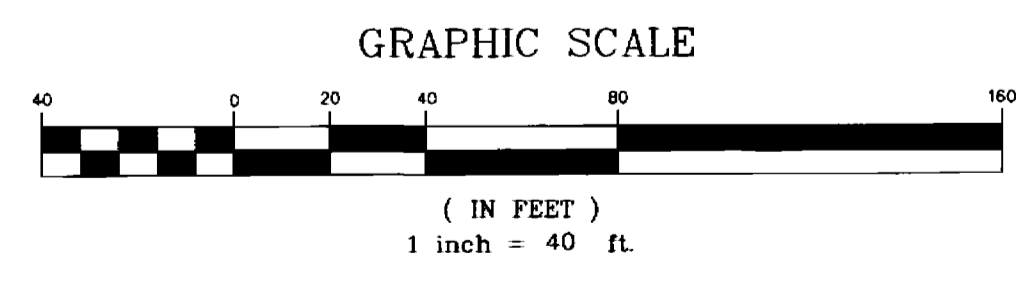 GRAPHIC SCALE
40 0 20 40 80 160
( IN FEET )
1 inch = 40 ft.